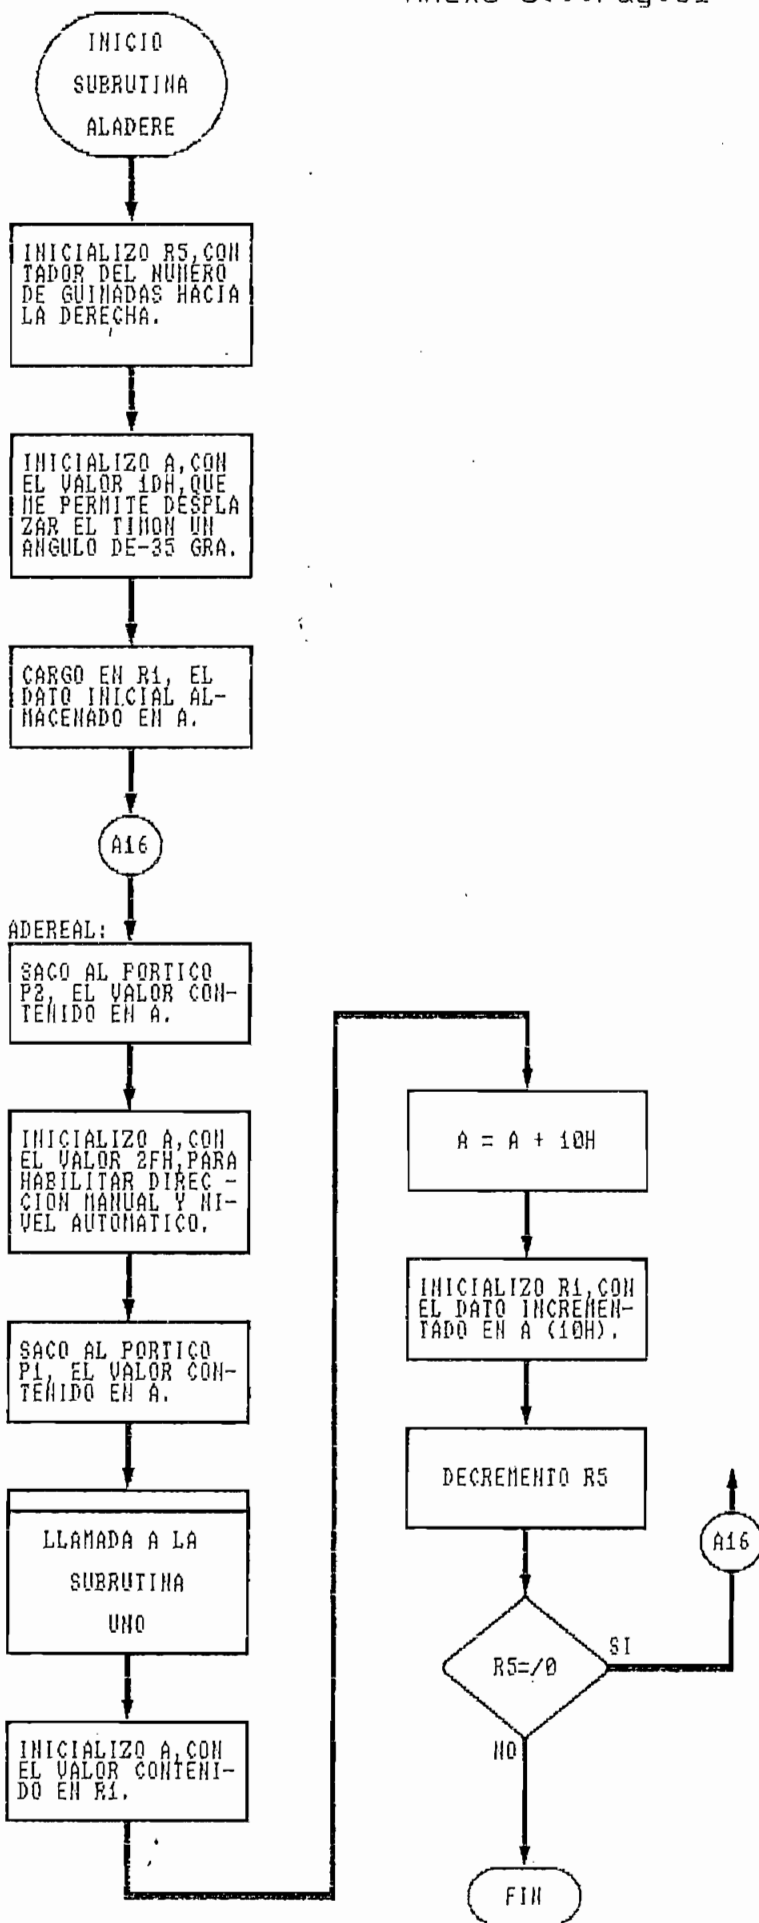 INICIO
SUBRUTINA
ALADERE
INICIALIZO R5,CON
TADOR DEL NUMERO
DE GUINADAS HACIA
LA DERECHA.
INICIALIZO A,CON
EL VALOR 1DH,QUE
ME PERMITE DESPLA
ZAR EL TIMON UN
ANGULO DE-35 GRA.
CARGO EN R1, EL
DATO INICIAL AL-
MACENADO EN A.
A16
ADEREAL:
SACO AL PORTICO
P2, EL VALOR CON-
TENIDO EN A.
INICIALIZO A,CON
EL VALOR 2FH,PARA
HABILITAR DIREC -
CION MANUAL Y NI-
VEL AUTOMATICO.
SACO AL PORTICO
P1, EL VALOR CON-
TENIDO EN A.
LLAMADA A LA
SUBRUTINA
UNO
INICIALIZO A,CON
EL VALOR CONTENI-
DO EN R1.
A = A + 10H
INICIALIZO R1,CON
EL DATO INCREMEN-
TADO EN A (10H).
DECREMENTO R5
A16
R5=/0
SI
NO
FIN